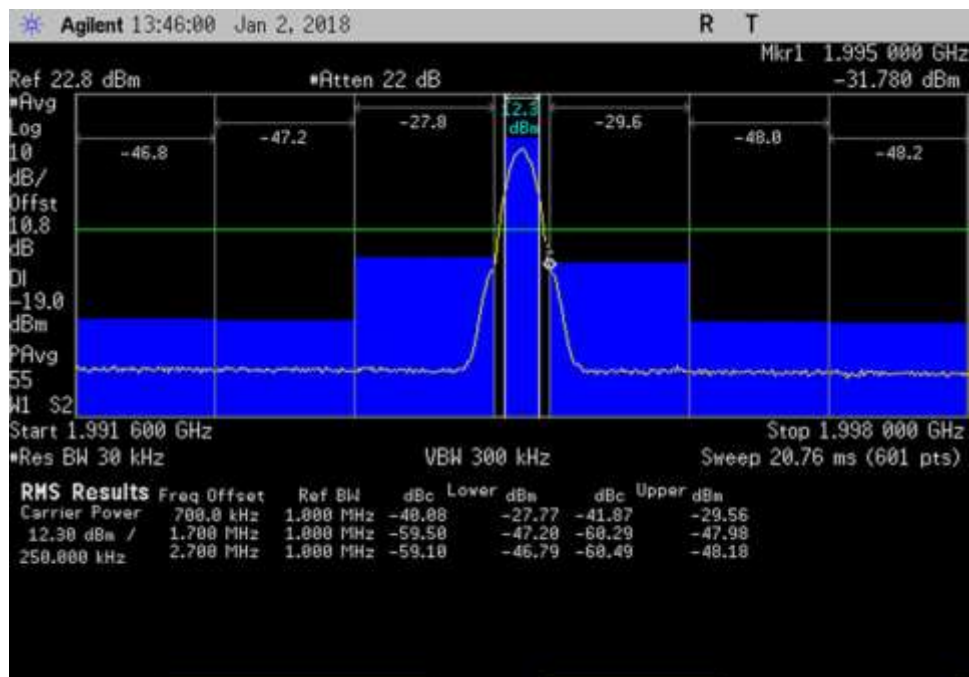 Agilent 13:46:00 Jan 2, 2018 R T
Mkr1 1.995 000 GHz
Ref 22.8 dBm *Atten 22 dB -31.780 dBm
*Avg
Log
10
dB/
Offst
10.8
dB
DI
-19.0
dBm
PAvg
55
W1 S2
-46.8 -47.2 -27.8 12.3 dBm -29.6 -48.0 -48.2
Start 1.991 600 GHz Stop 1.998 000 GHz
*Res BW 30 kHz VBW 300 kHz Sweep 20.76 ms (601 pts)
RMS Results Freq Offset Ref BW dBc Lower dBm dBc Upper dBm
Carrier Power 700.0 kHz 1.000 MHz -40.08 -27.77 -41.87 -29.56
12.30 dBm / 1.700 MHz 1.000 MHz -59.50 -47.20 -60.29 -47.98
250.000 kHz 2.700 MHz 1.000 MHz -59.10 -46.79 -60.49 -48.18